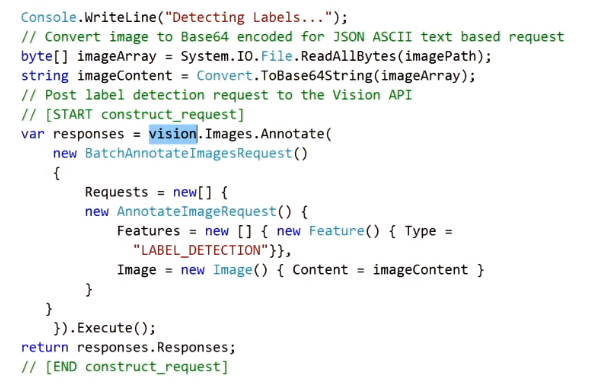 Console.WriteLine("Detecting Labels...");
// Convert image to Base64 encoded for JSON ASCII text based request
byte[] imageArray = System.IO.File.ReadAllBytes(imagePath);
string imageContent = Convert.ToBase64String(imageArray);
// Post label detection request to the Vision API
// [START construct_request]
var responses = vision.Images.Annotate(
    new BatchAnnotateImagesRequest()
    {
        Requests = new[] {
        new AnnotateImageRequest() {
            Features = new [] { new Feature() { Type =
              "LABEL_DETECTION"}},
            Image = new Image() { Content = imageContent }
        }
   }
    }).Execute();
return responses.Responses;
// [END construct_request]